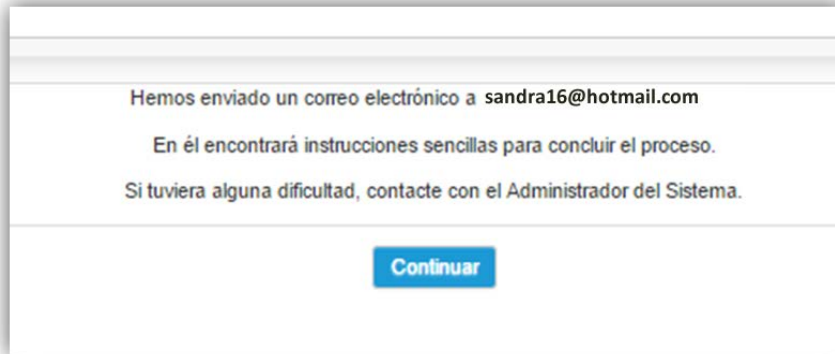 Hemos enviado un correo electrónico a sandra16@hotmail.com
En él encontrará instrucciones sencillas para concluir el proceso.
Si tuviera alguna dificultad, contacte con el Administrador del Sistema.
Continuar